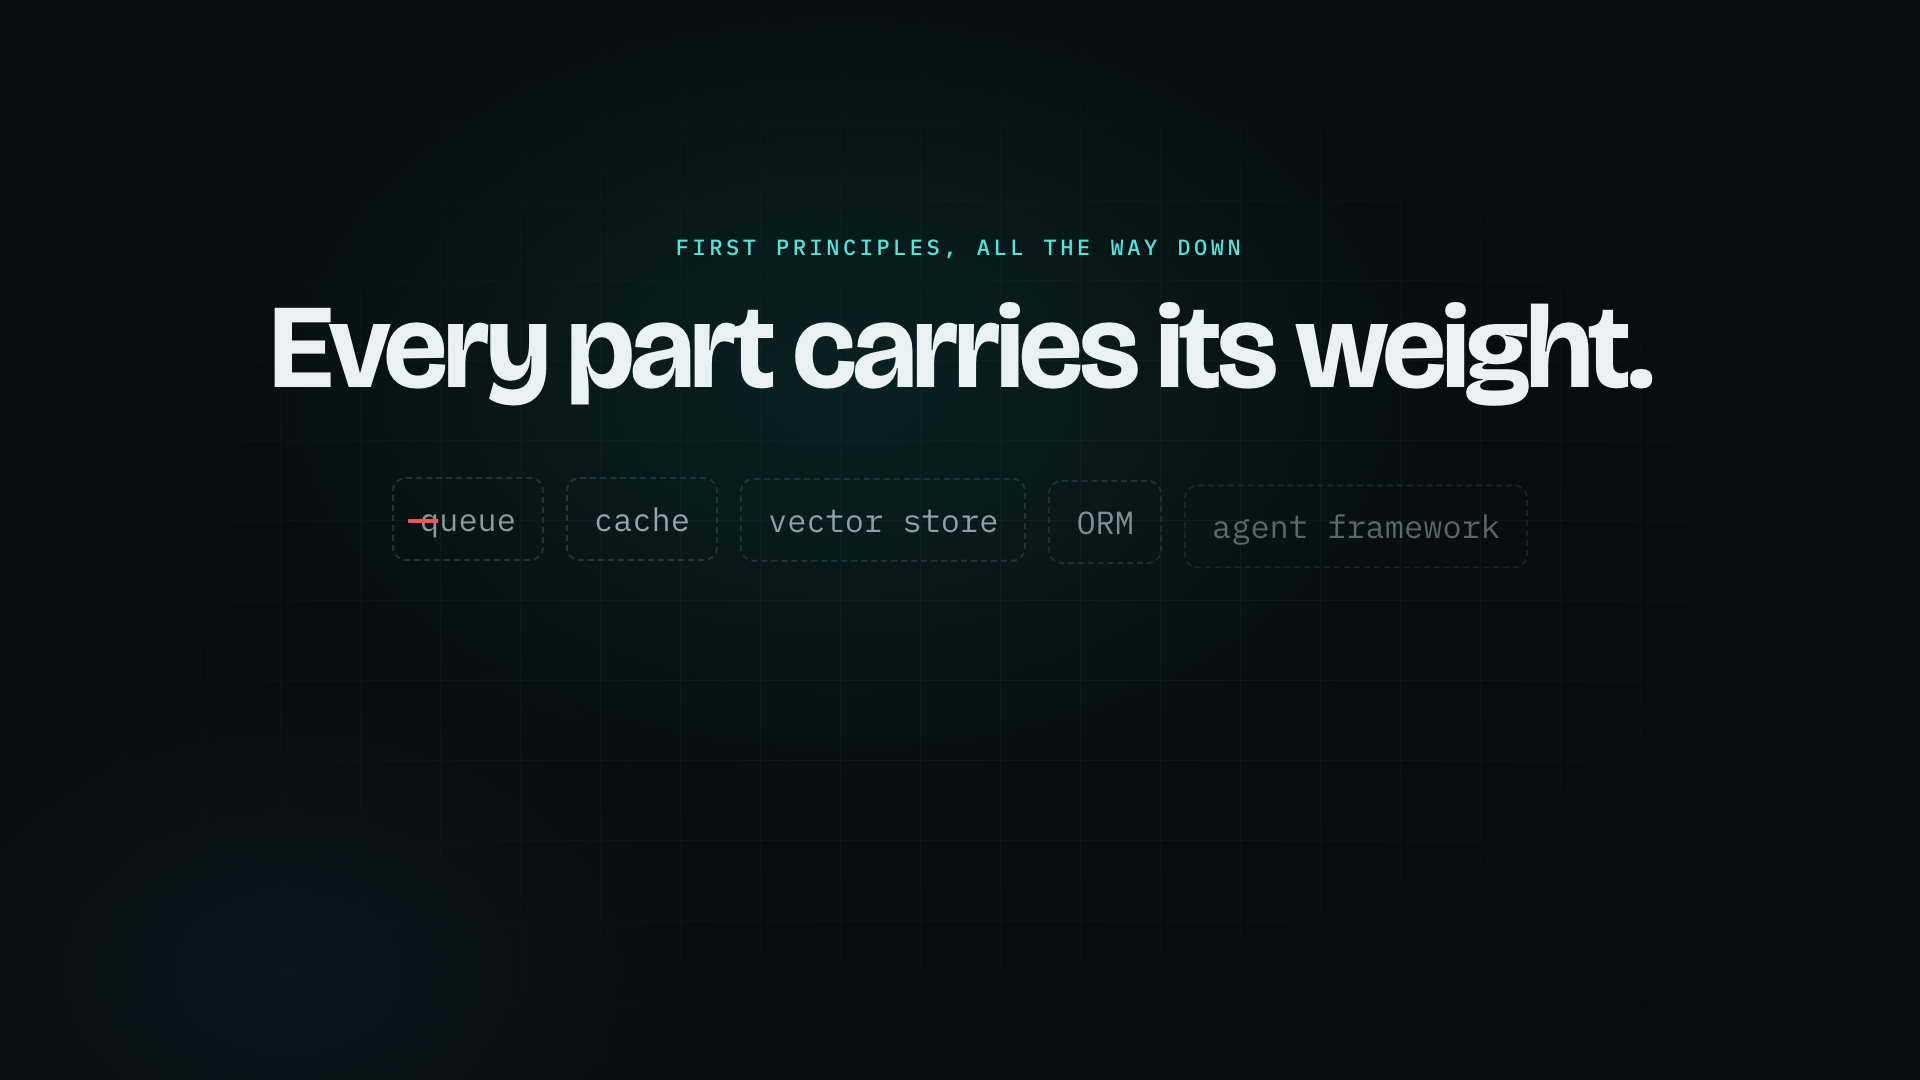 FIRST PRINCIPLES, ALL THE WAY DOWN
Every part carries its weight.
queue cache vector store ORM agent framework